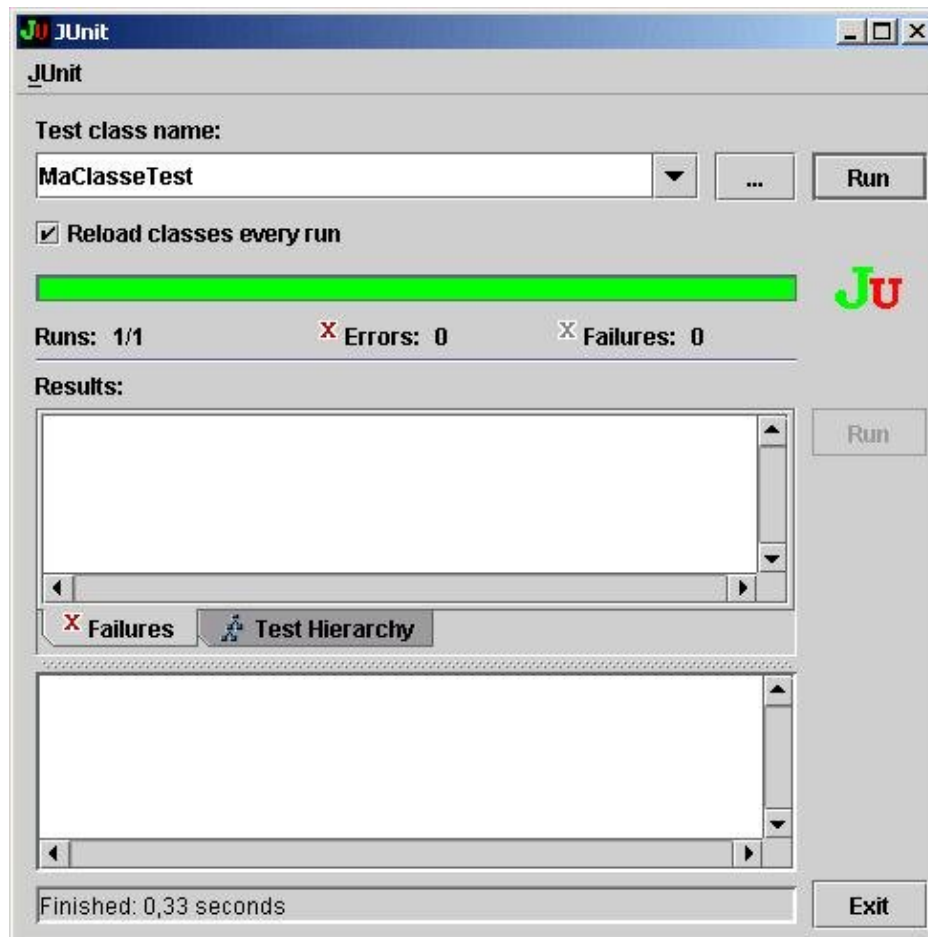 JU JUnit
JUnit
Test class name:
MaClasseTest
...
Run
Reload classes every run
JU
Runs: 1/1
X Errors: 0
X Failures: 0
Results:
Run
X Failures
Test Hierarchy
Finished: 0,33 seconds
Exit